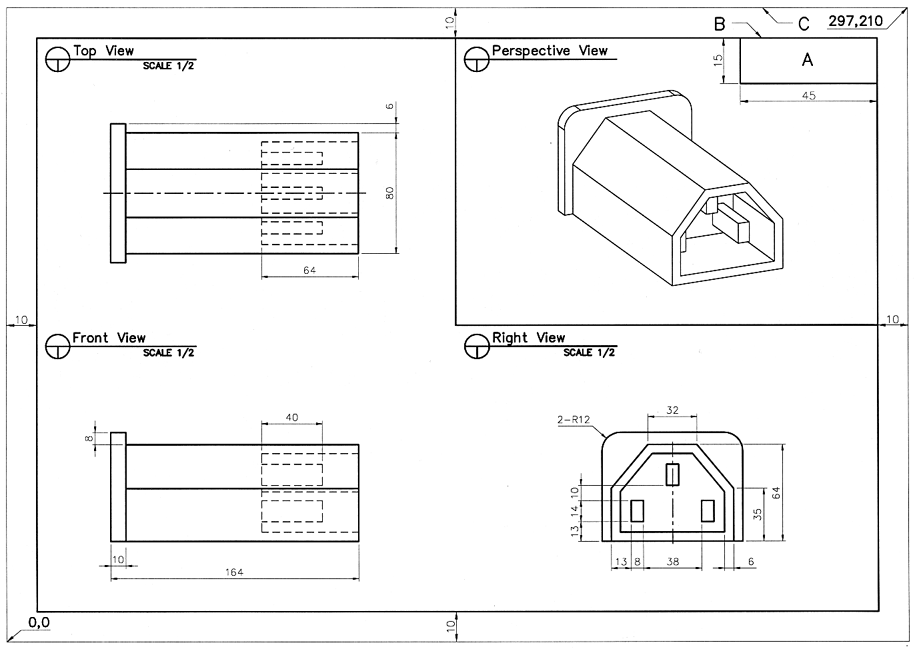 10
B
C
297,210
Top View
SCALE 1/2
Perspective View
15
A
45
6
80
64
10
10
Front View
SCALE 1/2
Right View
SCALE 1/2
8
40
10
164
2-R12
32
10
14
13
64
35
13
8
38
6
0,0
10